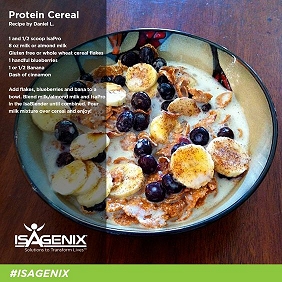 Protein Cereal
Recipe by Daniel L.
1 and 1/2 scoop IsaPro
8 oz milk or almond milk
Gluten free or whole wheat cereal flakes
1 handful blueberries
1 or 1/2 Banana
Dash of cinnamon
Add flakes, blueberries and bana to a
bowl. Blend milk/almond milk and IsaPro
in the IsaBlender until combined. Pour
milk mixture over cereal and enjoy!
ISAGENIX
Solutions to Transform Lives™
#ISAGENIX